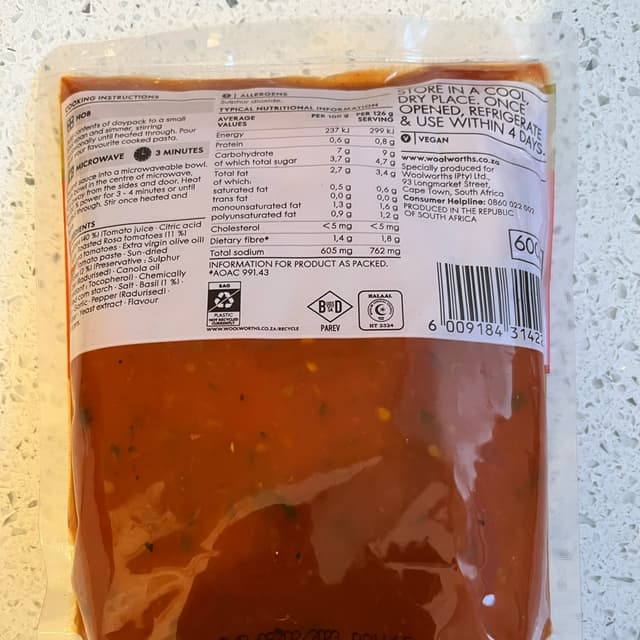 COOKING INSTRUCTIONS
HOB
contents of daypack to a small
and simmer, stirring
until heated through. Pour
favourite cooked pasta.
MICROWAVE 3 MINUTES
sauce into a microwaveable bowl.
in the centre of microwave,
away from the sides and door. Heat
power for 3 - 4 minutes or until
through. Stir once heated and
(Tomato juice · Citric acid
Rosa tomatoes (11 %)
tomatoes · Extra virgin olive oil)
paste · Sun-dried
(2 %) (Preservative : Sulphur
(Radurised) · Canola oil
Tocopherol) · Chemically
corn starch · Salt · Basil (1 %) ·
Pepper (Radurised) ·
Yeast extract · Flavour
ALLERGENS
Sulphur dioxide.
TYPICAL NUTRITIONAL INFORMATION
AVERAGE VALUES PER 100 g PER 126 g SERVING
Energy 237 kJ 299 kJ
Protein 0,6 g 0,8 g
Carbohydrate 7 g 9 g
of which total sugar 3,7 g 4,7 g
Total fat 2,7 g 3,4 g
of which:
saturated fat 0,5 g 0,6 g
trans fat 0,0 g 0,0 g
monounsaturated fat 1,3 g 1,6 g
polyunsaturated fat 0,9 g 1,2 g
Cholesterol <5 mg <5 mg
Dietary fibre* 1,4 g 1,8 g
Total sodium 605 mg 762 mg
INFORMATION FOR PRODUCT AS PACKED.
*AOAC 991.43
BAG
PLASTIC
NOT RECYCLED
CURRENTLY
WWW.WOOLWORTHS.CO.ZA/RECYCLE
B D
PAREV
HALAAL
STORE IN A COOL
DRY PLACE. ONCE
OPENED, REFRIGERATE
& USE WITHIN 4 DAYS.
V VEGAN
www.woolworths.co.za
Specially produced for
Woolworths (Pty) Ltd.,
93 Longmarket Street,
Cape Town, South Africa
Consumer Helpline: 0860 022 002
PRODUCED IN THE REPUBLIC
OF SOUTH AFRICA
600
6 009184 31422